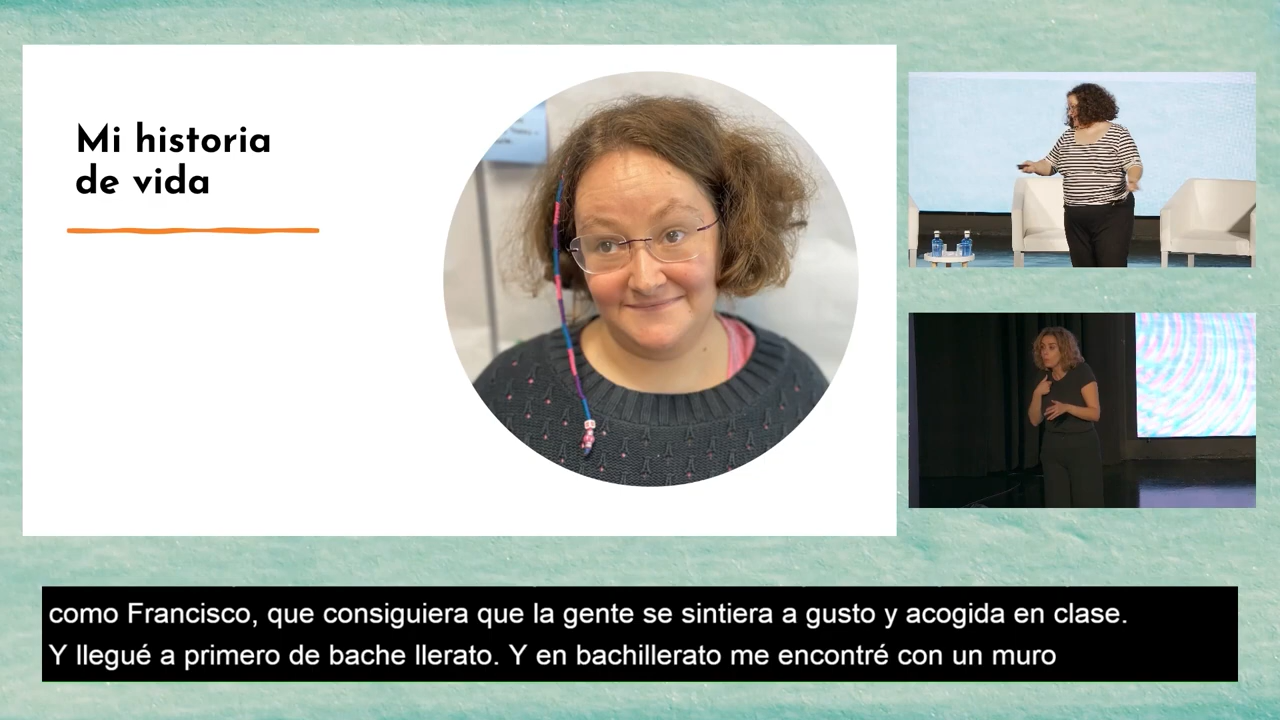 Mi historia
de vida
como Francisco, que consiguiera que la gente se sintiera a gusto y acogida en clase.
Y llegué a primero de bache llerato. Y en bachillerato me encontré con un muro